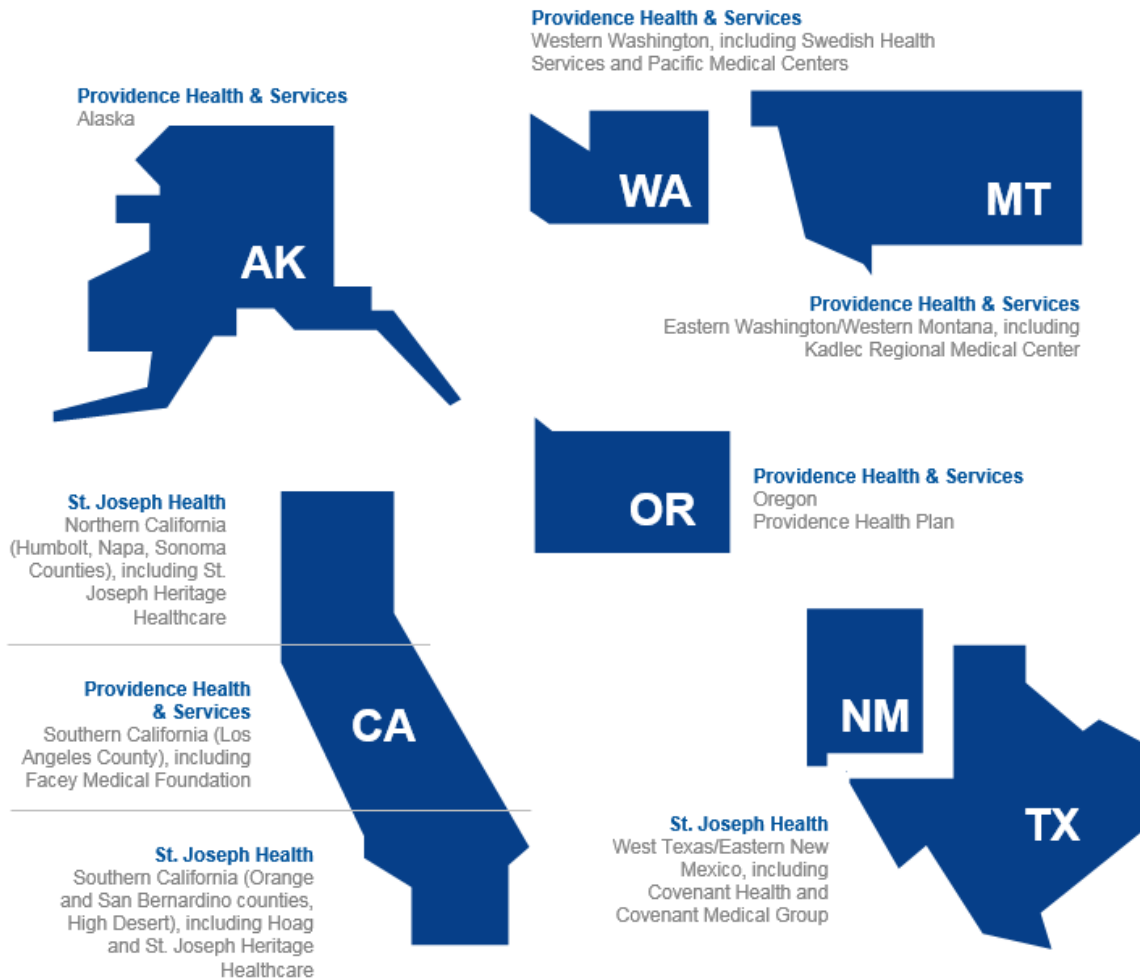 Providence Health & Services
Western Washington, including Swedish Health
Services and Pacific Medical Centers
Providence Health & Services
Alaska
WA
MT
AK
Providence Health & Services
Eastern Washington/Western Montana, including
Kadlec Regional Medical Center
OR
Providence Health & Services
Oregon
Providence Health Plan
St. Joseph Health
Northern California
(Humbolt, Napa, Sonoma
Counties), including St.
Joseph Heritage
Healthcare
Providence Health
& Services
Southern California (Los
Angeles County), including
Facey Medical Foundation
CA
St. Joseph Health
Southern California (Orange
and San Bernardino counties,
High Desert), including Hoag
and St. Joseph Heritage
Healthcare
NM
TX
St. Joseph Health
West Texas/Eastern New
Mexico, including
Covenant Health and
Covenant Medical Group